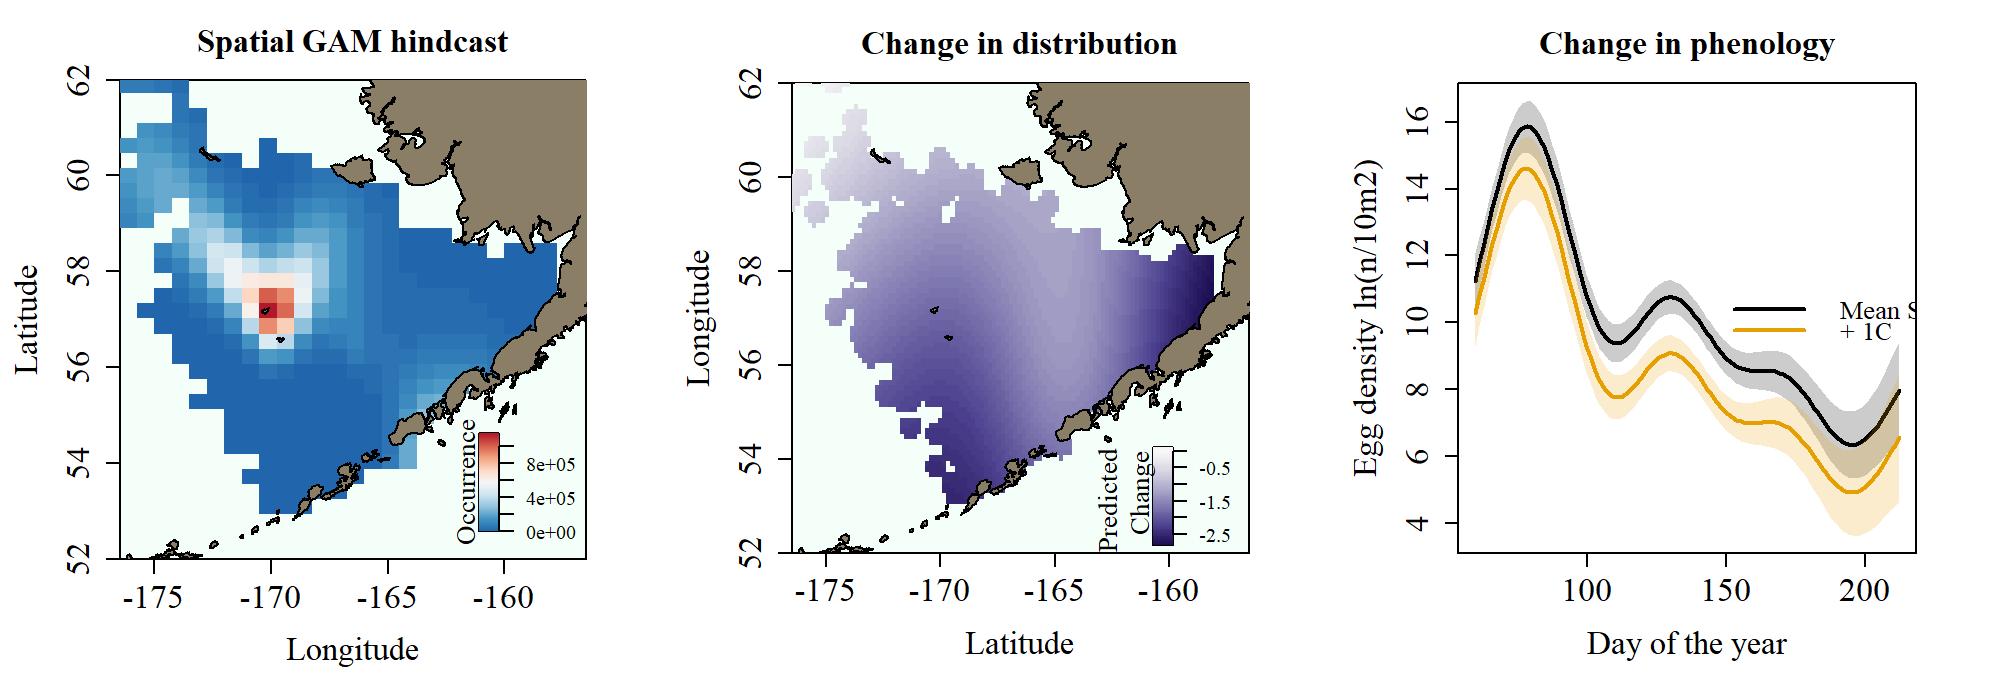 Spatial GAM hindcast
Latitude
62
60
58
56
54
52
Occurrence
8e+05
4e+05
0e+00
-175
-170
-165
-160
Longitude
Change in distribution
Longitude
62
60
58
56
54
52
Predicted
Change
-0.5
-1.5
-2.5
-175
-170
-165
-160
Latitude
Change in phenology
Egg density ln(n/10m2)
16
14
12
10
8
6
4
Mean S
+ 1C
100
150
200
Day of the year